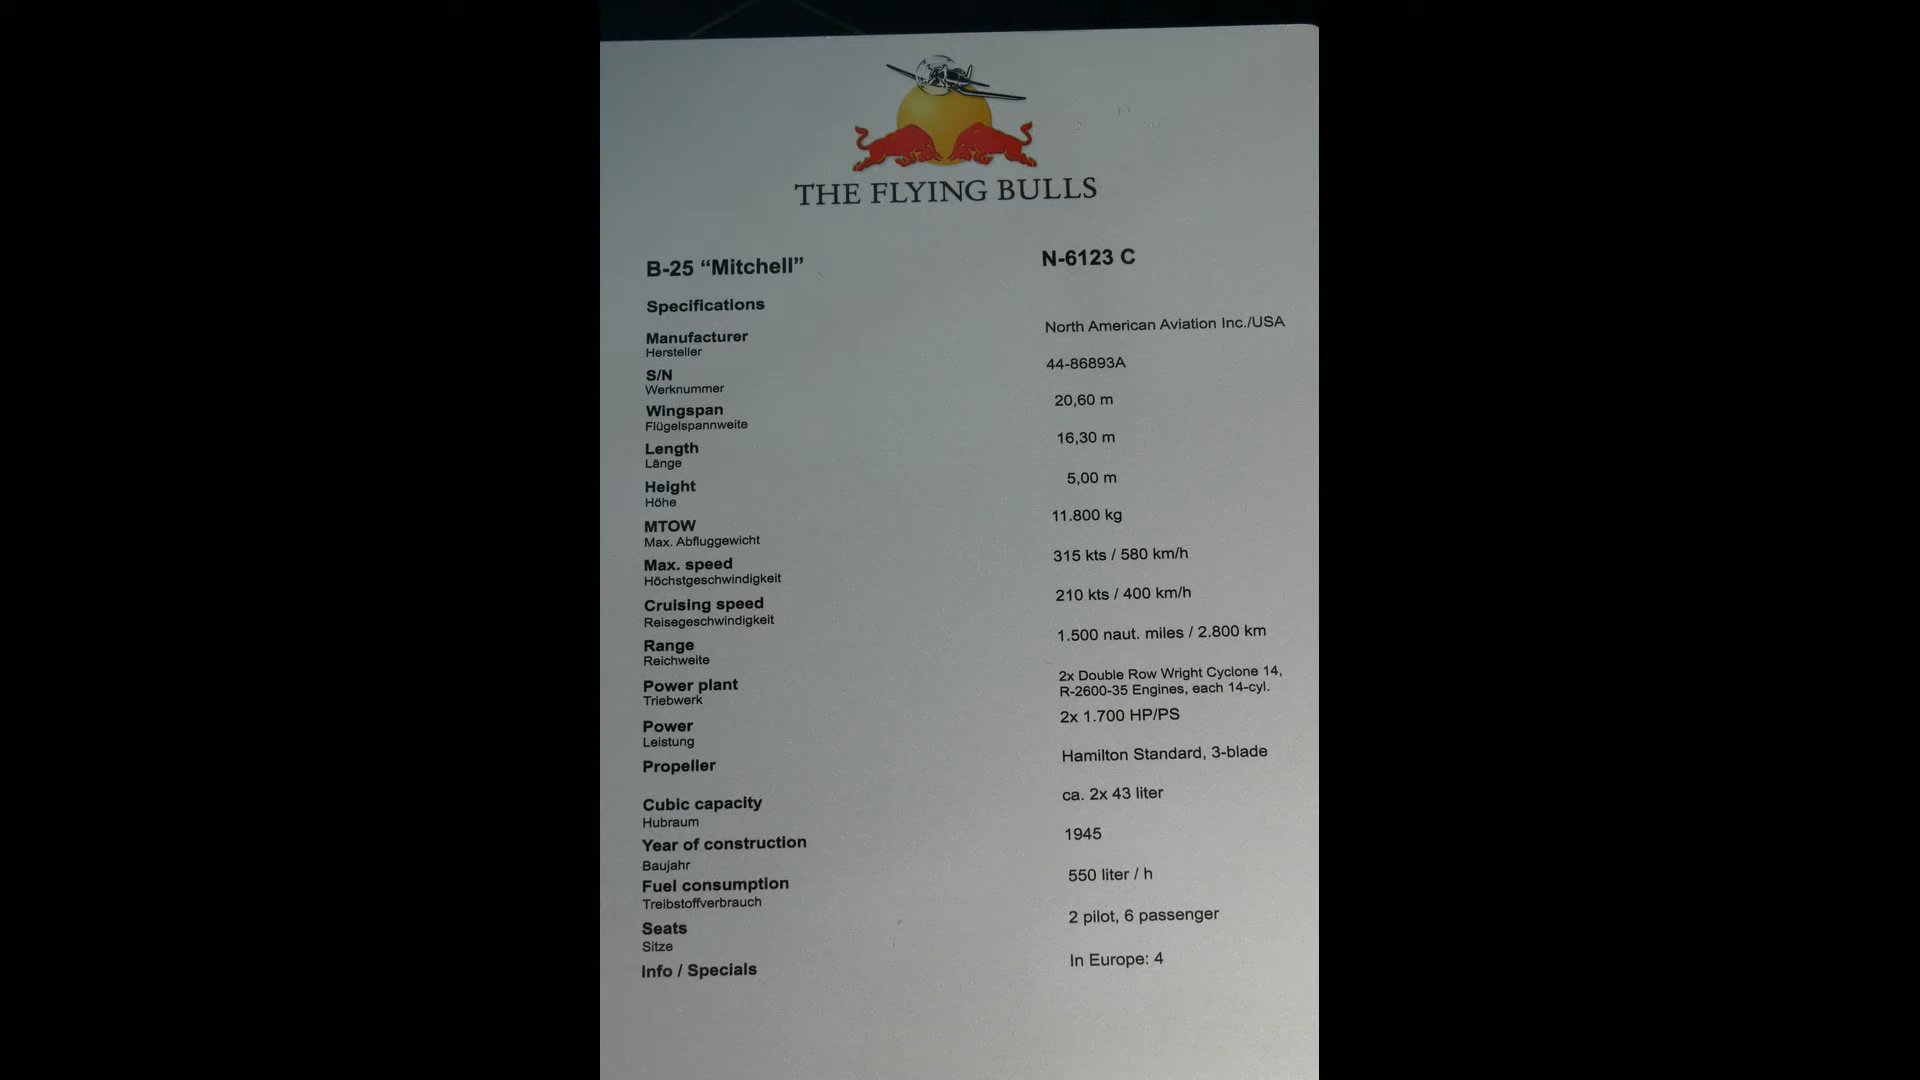 THE FLYING BULLS
B-25 “Mitchell” N-6123 C
Specifications
Manufacturer North American Aviation Inc./USA
Hersteller
S/N 44-86893A
Werknummer
Wingspan 20,60 m
Flügelspannweite
Length 16,30 m
Länge
Height 5,00 m
Höhe
MTOW 11.800 kg
Max. Abfluggewicht
Max. speed 315 kts / 580 km/h
Höchstgeschwindigkeit
Cruising speed 210 kts / 400 km/h
Reisegeschwindigkeit
Range 1.500 naut. miles / 2.800 km
Reichweite
Power plant 2x Double Row Wright Cyclone 14,
Triebwerk R-2600-35 Engines, each 14-cyl.
Power 2x 1.700 HP/PS
Leistung
Propeller Hamilton Standard, 3-blade
Cubic capacity ca. 2x 43 liter
Hubraum
Year of construction 1945
Baujahr
Fuel consumption 550 liter / h
Treibstoffverbrauch
Seats 2 pilot, 6 passenger
Sitze
Info / Specials In Europe: 4